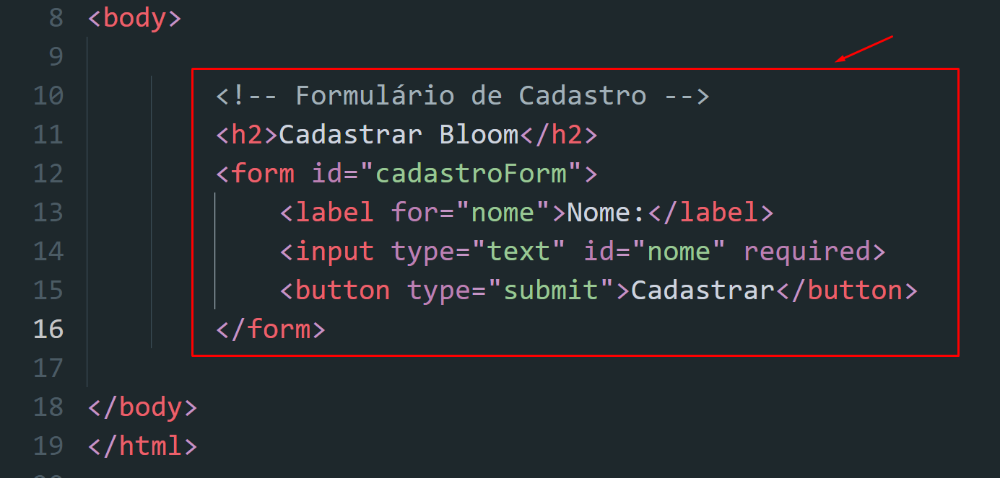 8 <body>
9
10 <!-- Formulário de Cadastro -->
11 <h2>Cadastrar Bloom</h2>
12 <form id="cadastroForm">
13 <label for="nome">Nome:</label>
14 <input type="text" id="nome" required>
15 <button type="submit">Cadastrar</button>
16 </form>
17
18 </body>
19 </html>